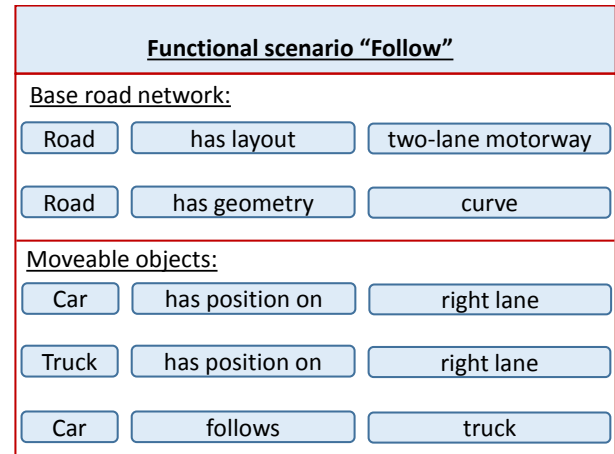 Functional scenario “Follow”
Base road network:
Road has layout two-lane motorway
Road has geometry curve
Moveable objects:
Car has position on right lane
Truck has position on right lane
Car follows truck